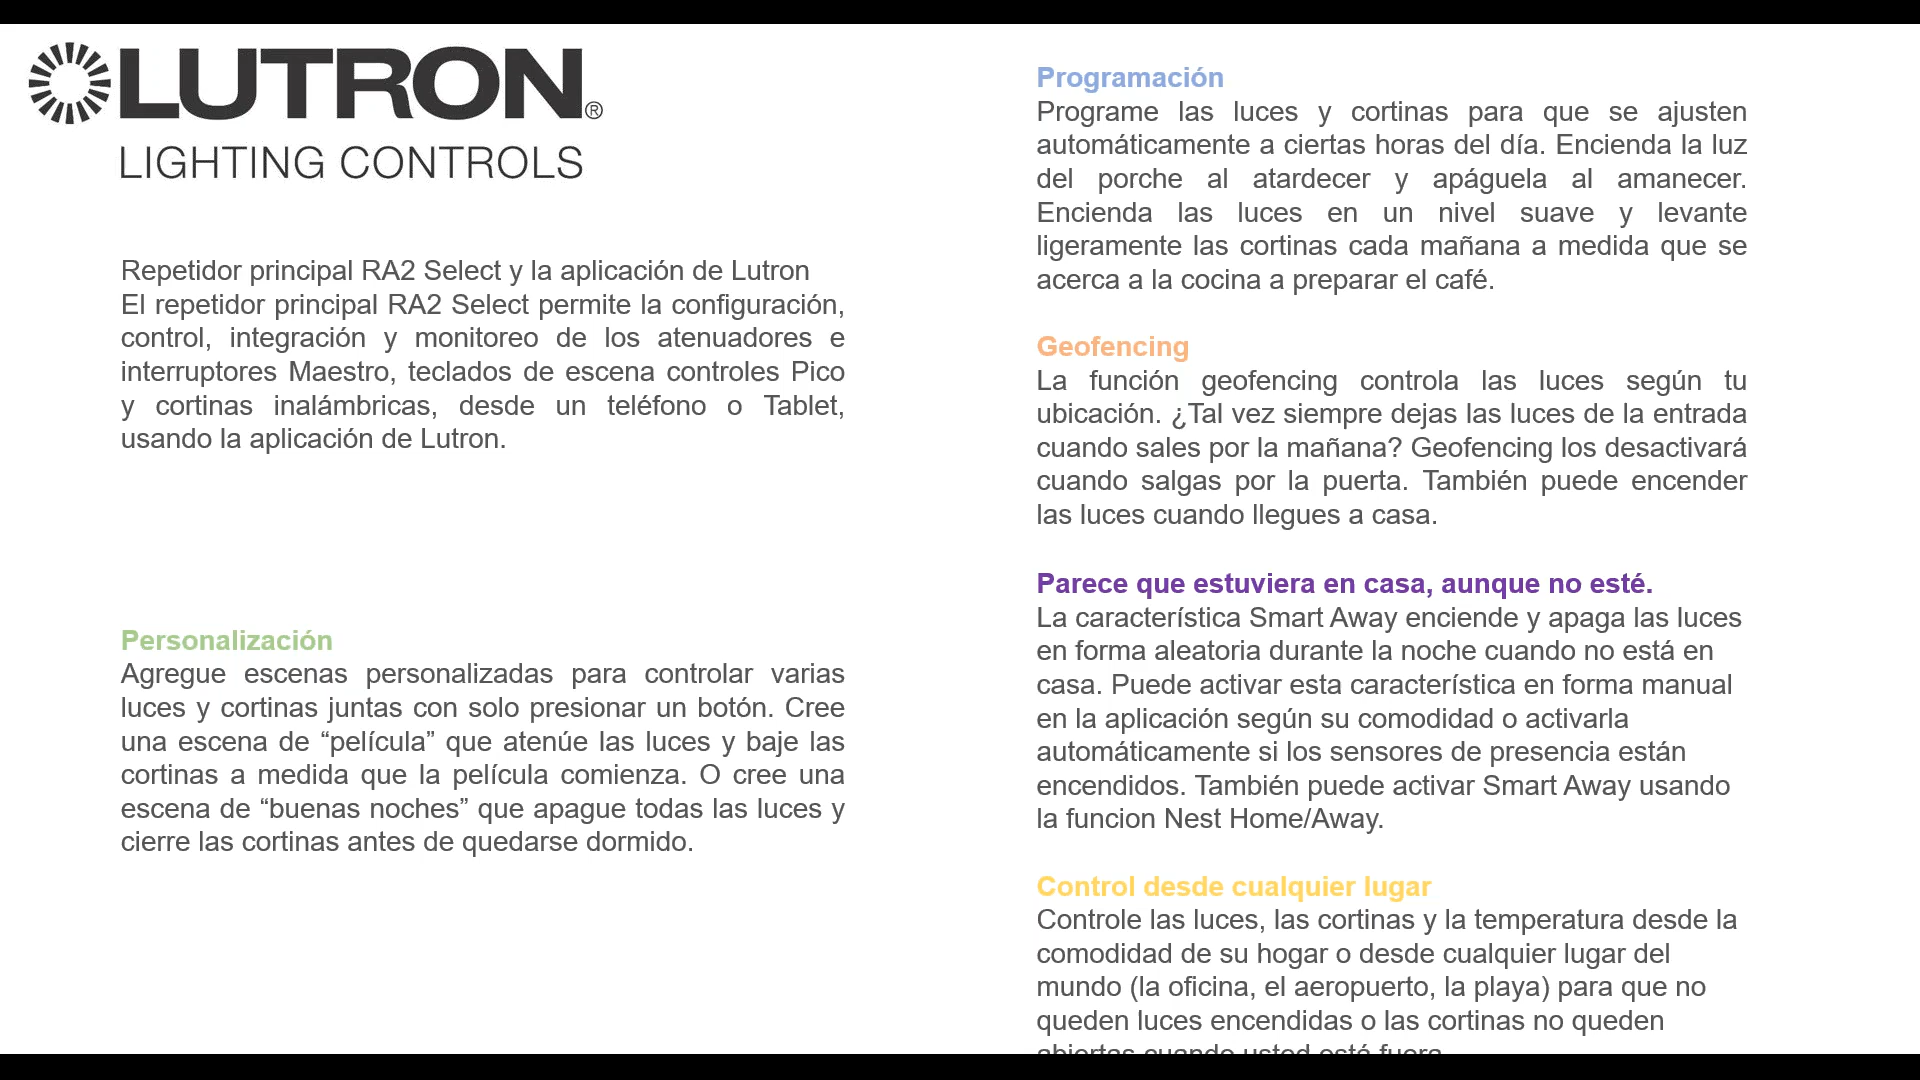 LUTRON®
LIGHTING CONTROLS
Repetidor principal RA2 Select y la aplicación de Lutron
El repetidor principal RA2 Select permite la configuración,
control, integración y monitoreo de los atenuadores e
interruptores Maestro, teclados de escena controles Pico
y cortinas inalámbricas, desde un teléfono o Tablet,
usando la aplicación de Lutron.
Personalización
Agregue escenas personalizadas para controlar varias
luces y cortinas juntas con solo presionar un botón. Cree
una escena de “película” que atenúe las luces y baje las
cortinas a medida que la película comienza. O cree una
escena de “buenas noches” que apague todas las luces y
cierre las cortinas antes de quedarse dormido.
Programación
Programe las luces y cortinas para que se ajusten
automáticamente a ciertas horas del día. Encienda la luz
del porche al atardecer y apáguela al amanecer.
Encienda las luces en un nivel suave y levante
ligeramente las cortinas cada mañana a medida que se
acerca a la cocina a preparar el café.
Geofencing
La función geofencing controla las luces según tu
ubicación. ¿Tal vez siempre dejas las luces de la entrada
cuando sales por la mañana? Geofencing los desactivará
cuando salgas por la puerta. También puede encender
las luces cuando llegues a casa.
Parece que estuviera en casa, aunque no esté.
La característica Smart Away enciende y apaga las luces
en forma aleatoria durante la noche cuando no está en
casa. Puede activar esta característica en forma manual
en la aplicación según su comodidad o activarla
automáticamente si los sensores de presencia están
encendidos. También puede activar Smart Away usando
la funcion Nest Home/Away.
Control desde cualquier lugar
Controle las luces, las cortinas y la temperatura desde la
comodidad de su hogar o desde cualquier lugar del
mundo (la oficina, el aeropuerto, la playa) para que no
queden luces encendidas o las cortinas no queden
abiertas cuando usted está fuera